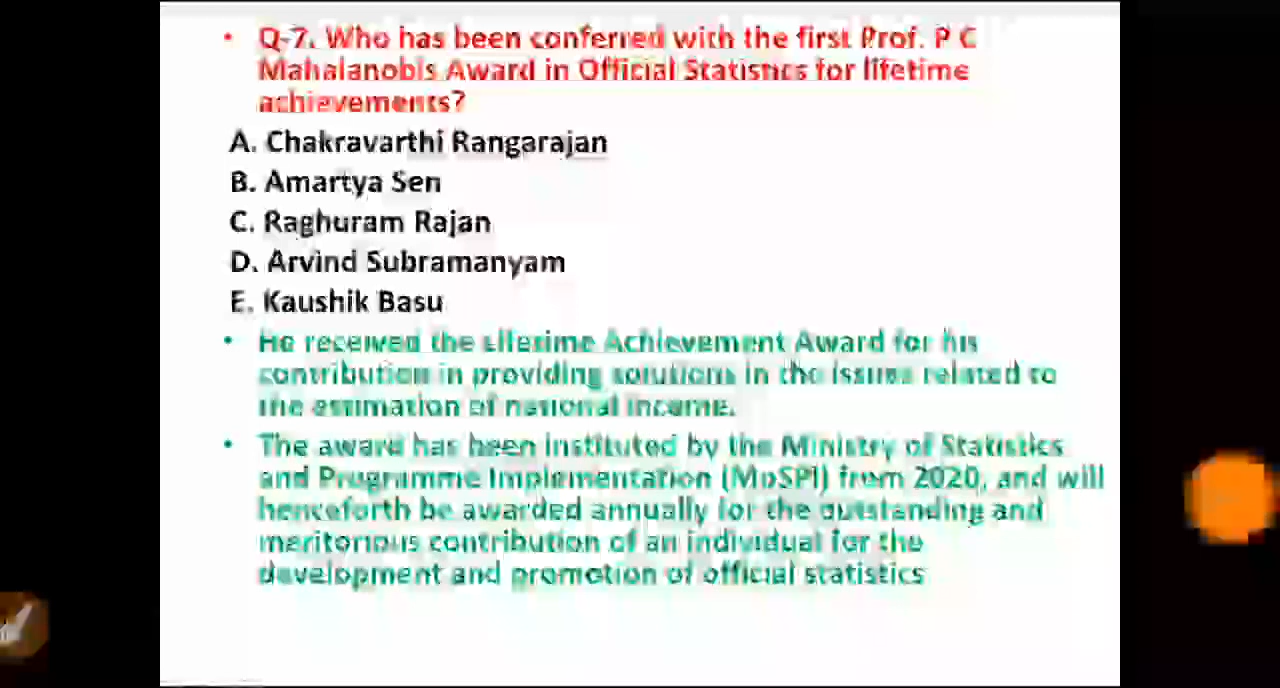 • Q-7. Who has been conferred with the first Prof. P C
Mahalanobis Award in Official Statistics for lifetime
achievements?
A. Chakravarthi Rangarajan
B. Amartya Sen
C. Raghuram Rajan
D. Arvind Subramanyam
E. Kaushik Basu
• He received the Lifetime Achievement Award for his
contribution in providing solutions in the issues related to
the estimation of national income.
• The award has been instituted by the Ministry of Statistics
and Programme Implementation (MoSPI) from 2020, and will
henceforth be awarded annually for the outstanding and
meritorious contribution of an individual for the
development and promotion of official statistics